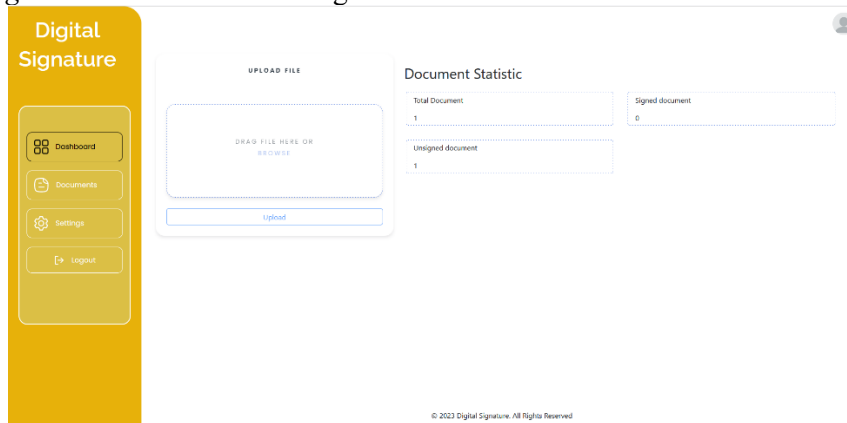 Digital
Signature
Dashboard
Documents
Settings
Logout
UPLOAD FILE
DRAG FILE HERE OR
BROWSE
Upload
Document Statistic
Total Document
1
Signed document
0
Unsigned document
1
© 2023 Digital Signature. All Rights Reserved